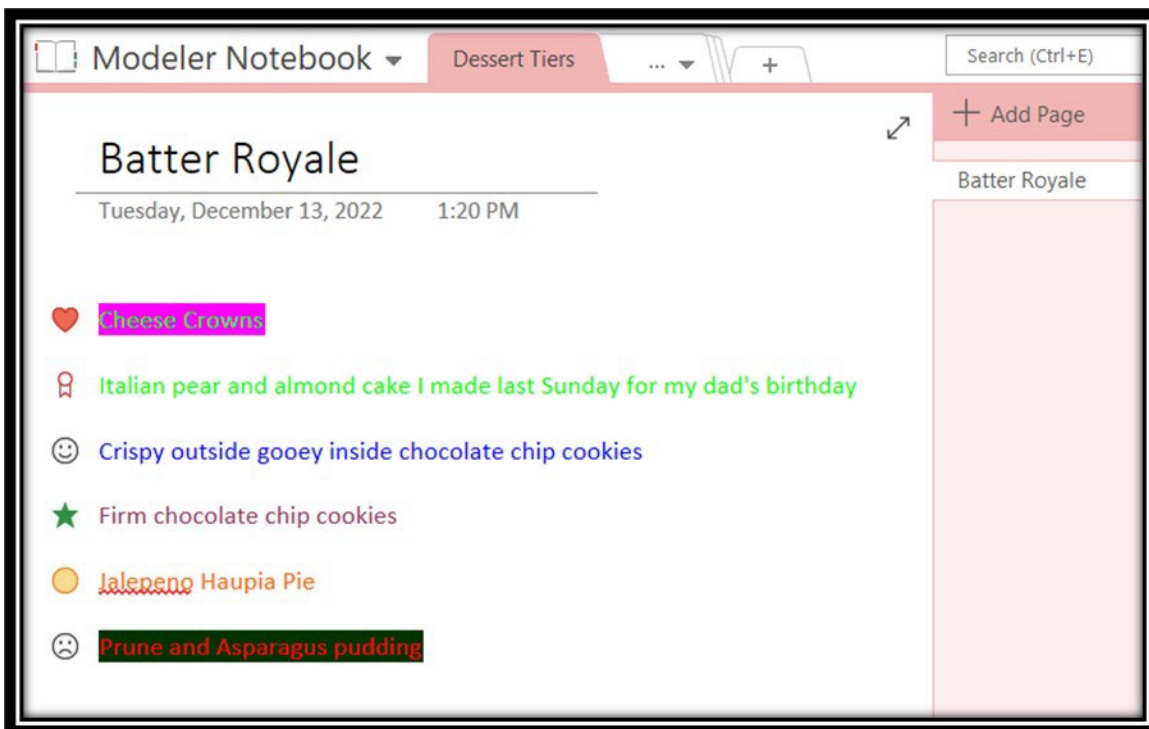 Modeler Notebook
Dessert Tiers
...
+
Search (Ctrl+E)
+ Add Page
Batter Royale
Batter Royale
Tuesday, December 13, 2022 1:20 PM
Cheese Crowns
Italian pear and almond cake I made last Sunday for my dad's birthday
Crispy outside gooey inside chocolate chip cookies
Firm chocolate chip cookies
Jalepeno Haupia Pie
Prune and Asparagus pudding